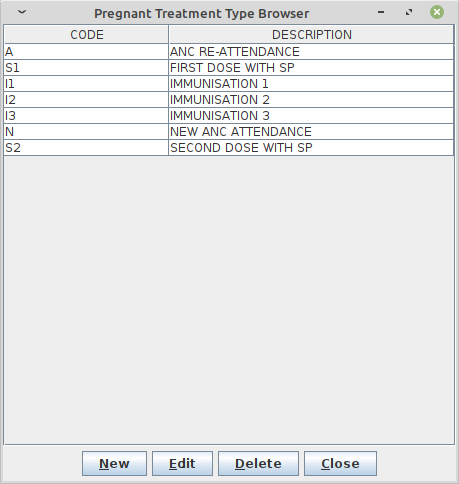 Pregnant Treatment Type Browser
CODE DESCRIPTION
A ANC RE-ATTENDANCE
S1 FIRST DOSE WITH SP
I1 IMMUNISATION 1
I2 IMMUNISATION 2
I3 IMMUNISATION 3
N NEW ANC ATTENDANCE
S2 SECOND DOSE WITH SP
New Edit Delete Close